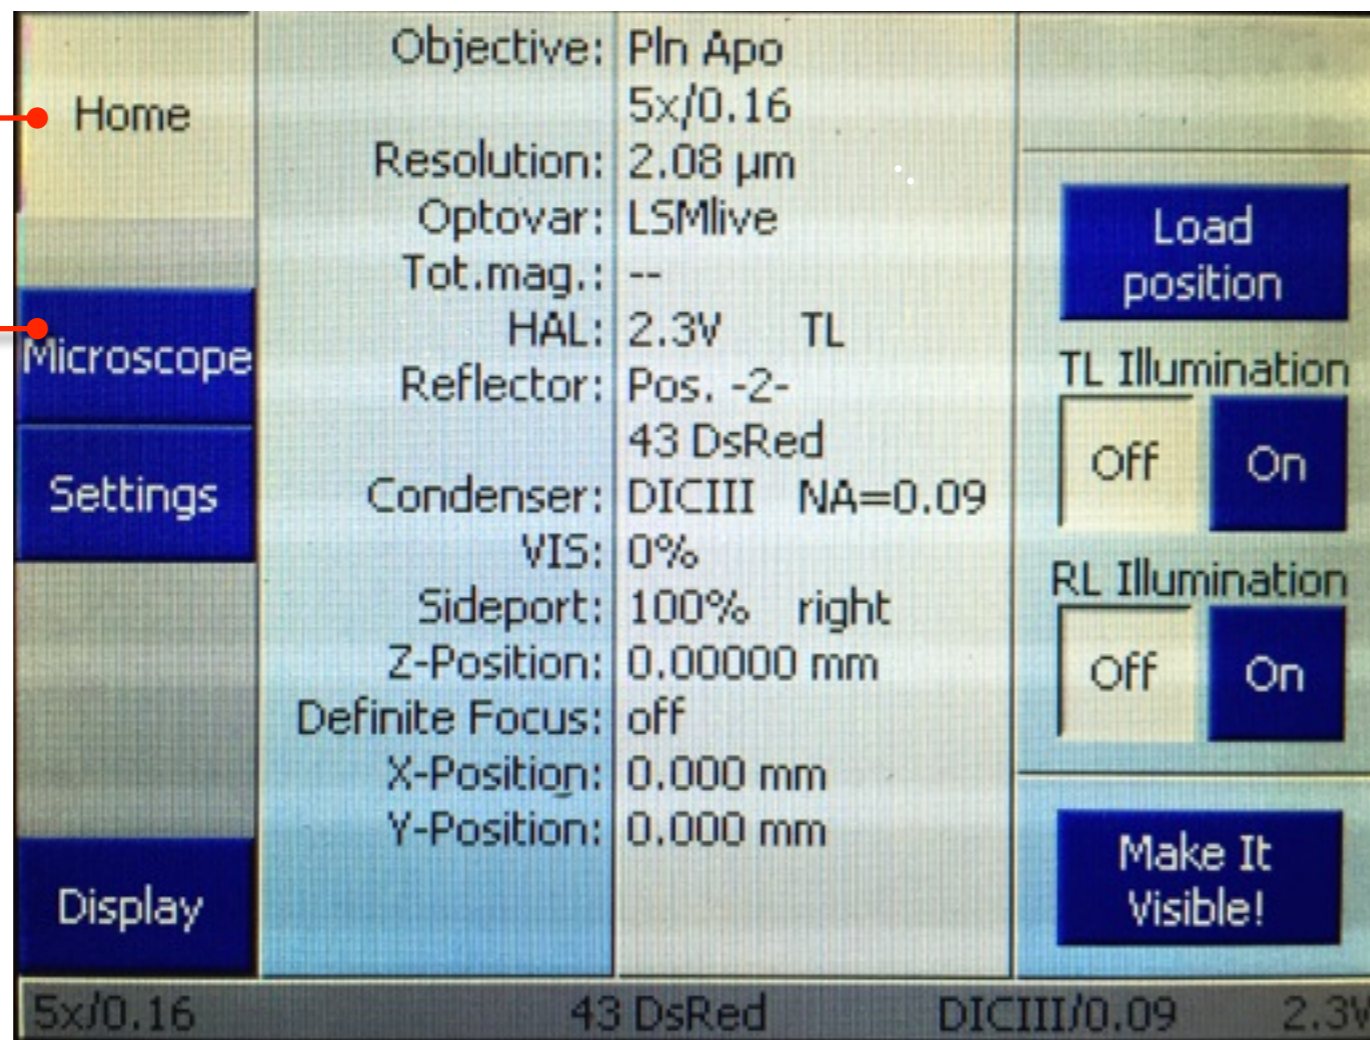 Home
Microscope
Settings
Display
Objective: Pln Apo
5x/0.16
Resolution: 2.08 µm
Optovar: LSMlive
Tot.mag.: --
HAL: 2.3V TL
Reflector: Pos. -2-
43 DsRed
Condenser: DICIII NA=0.09
VIS: 0%
Sideport: 100% right
Z-Position: 0.00000 mm
Definite Focus: off
X-Position: 0.000 mm
Y-Position: 0.000 mm
Load
position
TL Illumination
Off On
RL Illumination
Off On
Make It
Visible!
5x/0.16 43 DsRed DICIII/0.09 2.3V